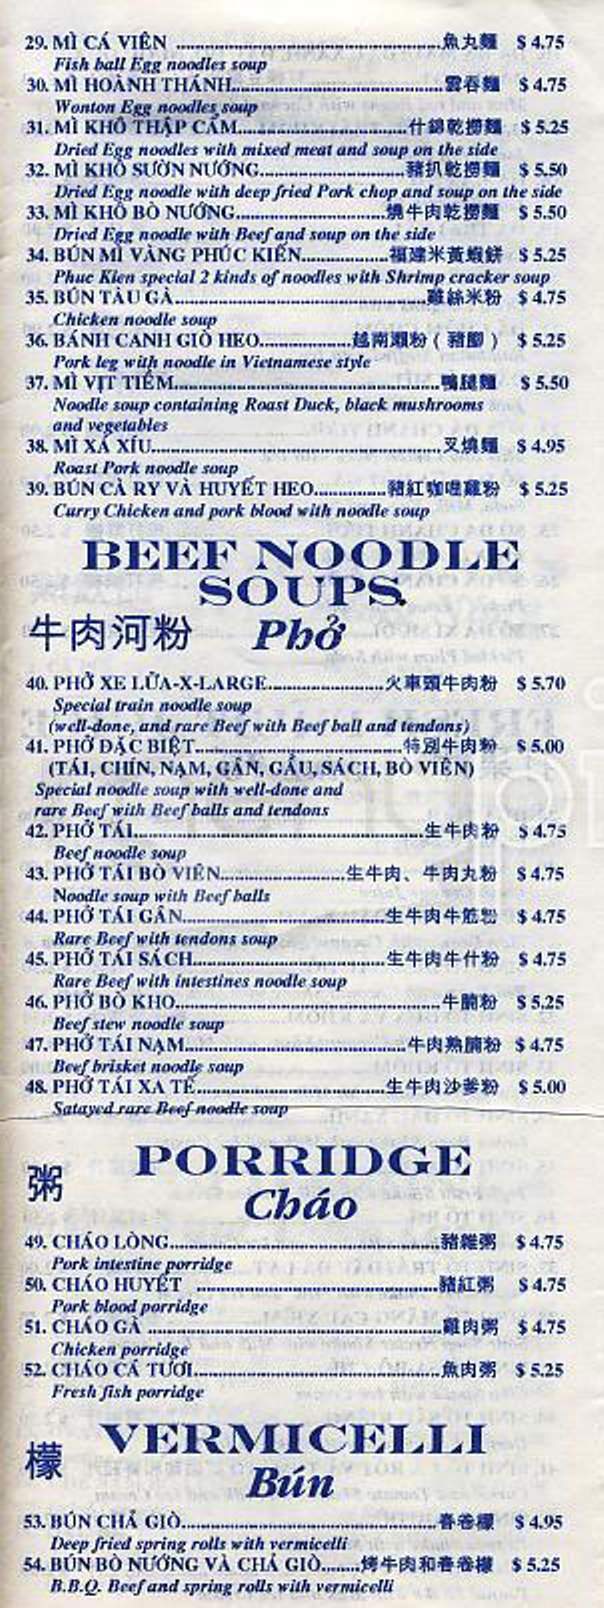 29. MÌ CÁ VIÊN ........ 魚丸麵 $ 4.75
Fish ball Egg noodles soup
30. MÌ HOÀNH THÁNH........ 雲吞麵 $ 4.75
Wonton Egg noodles soup
31. MÌ KHÔ THẬP CẨM........ 什錦乾撈麵 $ 5.25
Dried Egg noodles with mixed meat and soup on the side
32. MÌ KHÔ SƯỜN NƯỚNG........ 豬扒乾撈麵 $ 5.50
Dried Egg noodle with deep fried Pork chop and soup on the side
33. MÌ KHÔ BÒ NƯỚNG........ 燒牛肉乾撈麵 $ 5.50
Dried Egg noodle with Beef and soup on the side
34. BÚN MÌ VÀNG PHÚC KIẾN........ 福建米黃蝦餅 $ 5.25
Phuc Kien special 2 kinds of noodles with Shrimp cracker soup
35. BÚN TÀU GÀ........ 雞絲米粉 $ 4.75
Chicken noodle soup
36. BÁNH CANH GIÒ HEO........ 越南瀨粉 ( 豬腳 ) $ 5.25
Pork leg with noodle in Vietnamese style
37. MÌ VỊT TIỀM........ 鴨腿麵 $ 5.50
Noodle soup containing Roast Duck, black mushrooms
and vegetables
38. MÌ XÁ XÍU........ 叉燒麵 $ 4.95
Roast Pork noodle soup
39. BÚN CÀ RY VÀ HUYẾT HEO........ 豬紅咖喱雞粉 $ 5.25
Curry Chicken and pork blood with noodle soup
BEEF NOODLE
SOUPS
牛肉河粉 Phở
40. PHỞ XE LỬA-X-LARGE........ 火車頭牛肉粉 $ 5.70
Special train noodle soup
(well-done, and rare Beef with Beef ball and tendons)
41. PHỞ ĐẶC BIỆT........ 特別牛肉粉 $ 5.00
(TÁI, CHÍN, NẠM, GÂN, GẦU, SÁCH, BÒ VIÊN)
Special noodle soup with well-done and
rare Beef with Beef balls and tendons
42. PHỞ TÁI........ 生牛肉粉 $ 4.75
Beef noodle soup
43. PHỞ TÁI BÒ VIÊN........ 生牛肉、牛肉丸粉 $ 4.75
Noodle soup with Beef balls
44. PHỞ TÁI GÂN........ 生牛肉牛筋粉 $ 4.75
Rare Beef with tendons soup
45. PHỞ TÁI SÁCH........ 生牛肉牛什粉 $ 4.75
Rare Beef with intestines noodle soup
46. PHỞ BÒ KHO........ 牛腩粉 $ 5.25
Beef stew noodle soup
47. PHỞ TÁI NẠM........ 牛肉熟腩粉 $ 4.75
Beef brisket noodle soup
48. PHỞ TÁI XA TẾ........ 生牛肉沙爹粉 $ 5.00
Satayed rare Beef noodle soup
粥 PORRIDGE
Cháo
49. CHÁO LÒNG........ 豬雜粥 $ 4.75
Pork intestine porridge
50. CHÁO HUYẾT ........ 豬紅粥 $ 4.75
Pork blood porridge
51. CHÁO GÀ ........ 雞肉粥 $ 4.75
Chicken porridge
52. CHÁO CÁ TƯƠI........ 魚肉粥 $ 5.25
Fresh fish porridge
檬 VERMICELLI
Bún
53. BÚN CHẢ GIÒ........ 春卷檬 $ 4.95
Deep fried spring rolls with vermicelli
54. BÚN BÒ NƯỚNG VÀ CHẢ GIÒ........ 烤牛肉和春卷檬 $ 5.25
B.B.Q. Beef and spring rolls with vermicelli